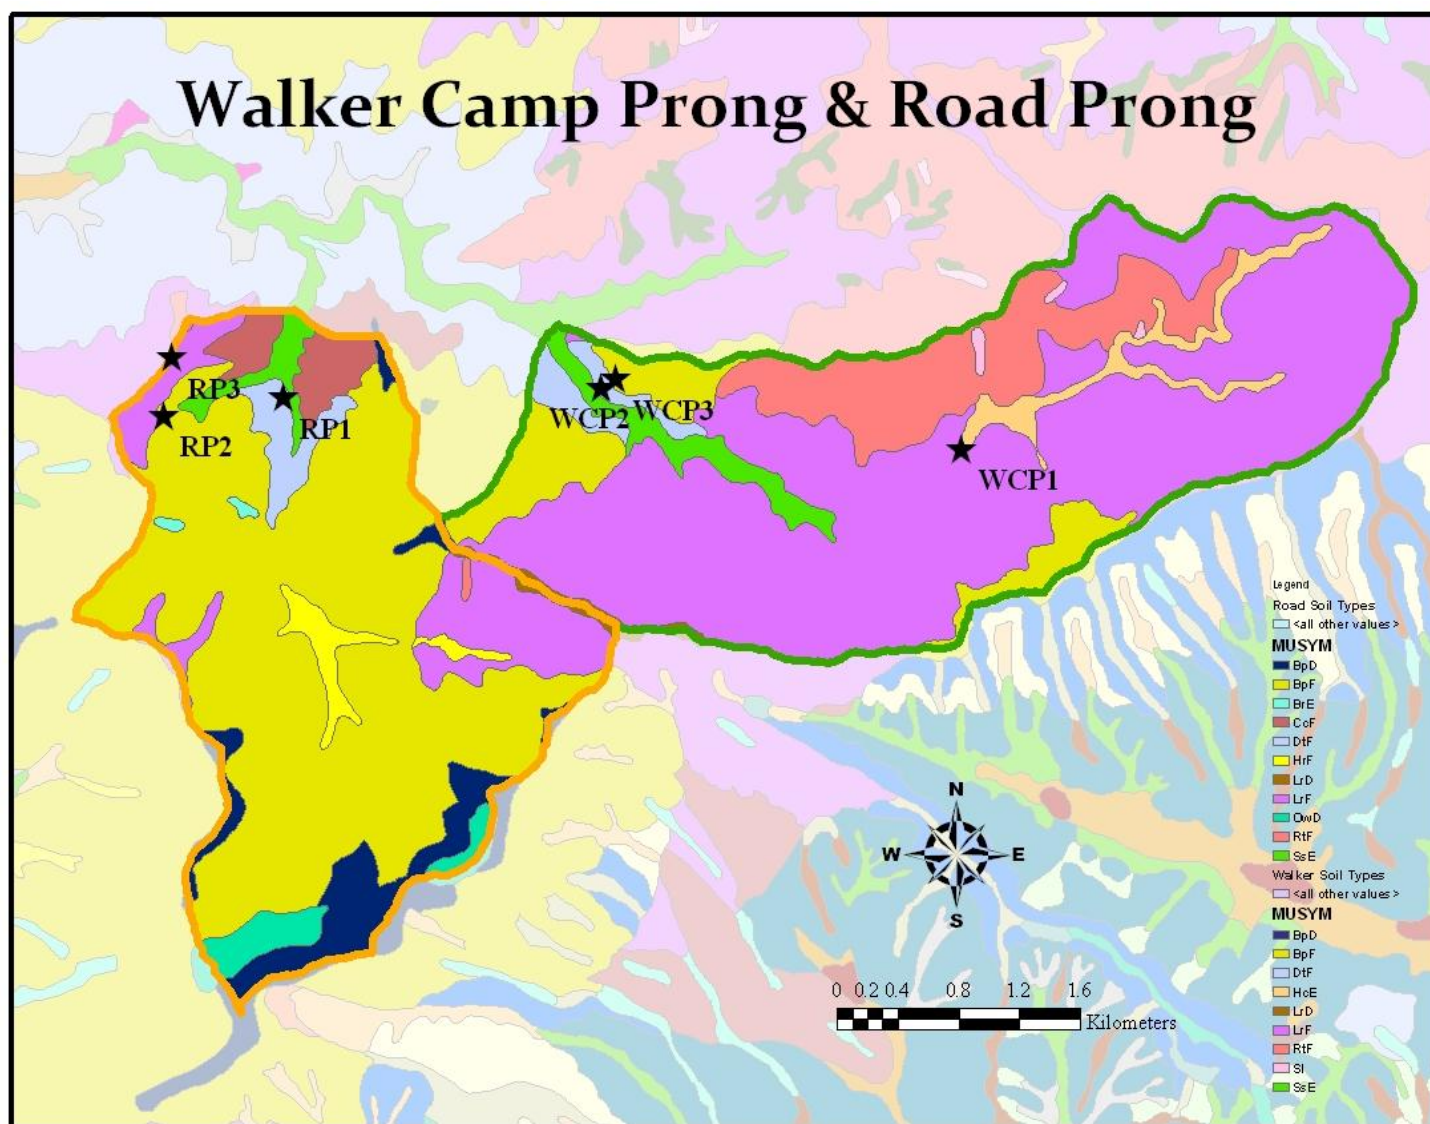 Walker Camp Prong & Road Prong
RP3
RP2
RP1
WCP2
WCP3
WCP1
N
W
E
S
0 0.2 0.4 0.8 1.2 1.6
Kilometers
Legend
Road Soil Types
<all other values>
MUSYM
BpD
BpF
BrE
CcF
DtF
HrF
LrD
LrF
OwD
RtF
SsE
Walker Soil Types
<all other values>
MUSYM
BpD
BpF
DtF
HcE
LrD
LrF
RtF
Sl
SsE